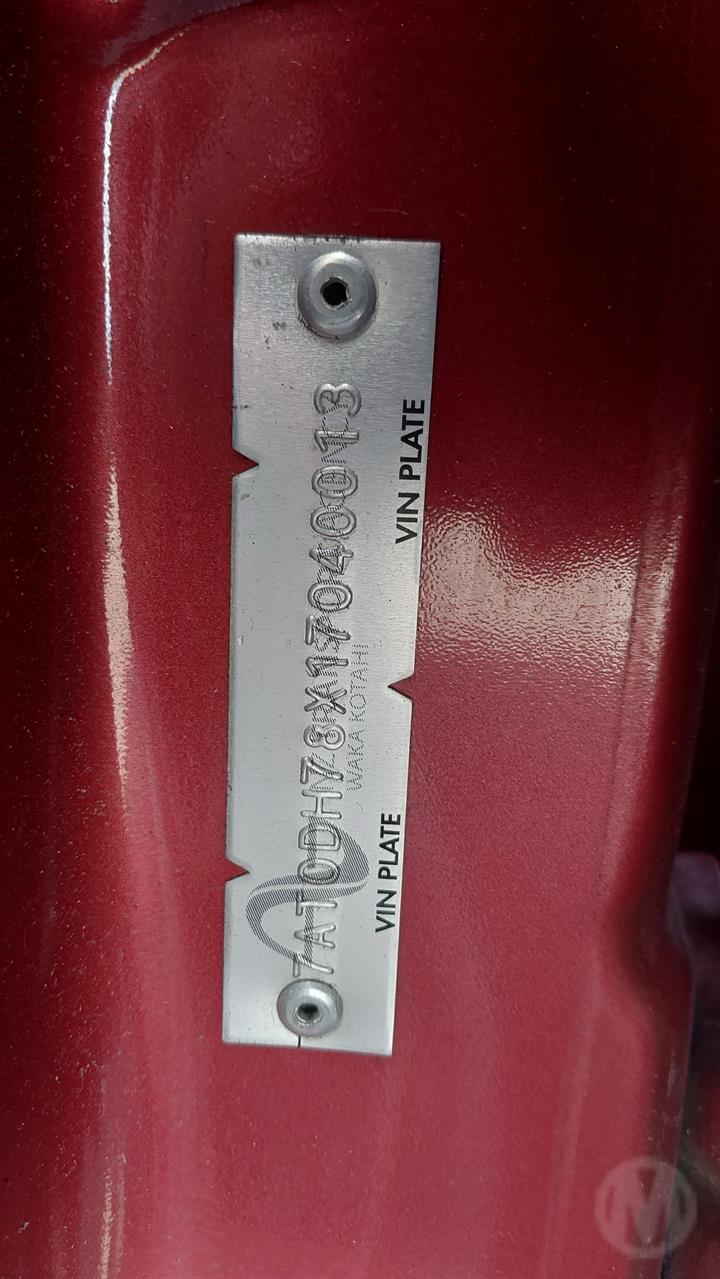 7AT0DH78X17040013
WAKA KOTAHI
VIN PLATE VIN PLATE
M